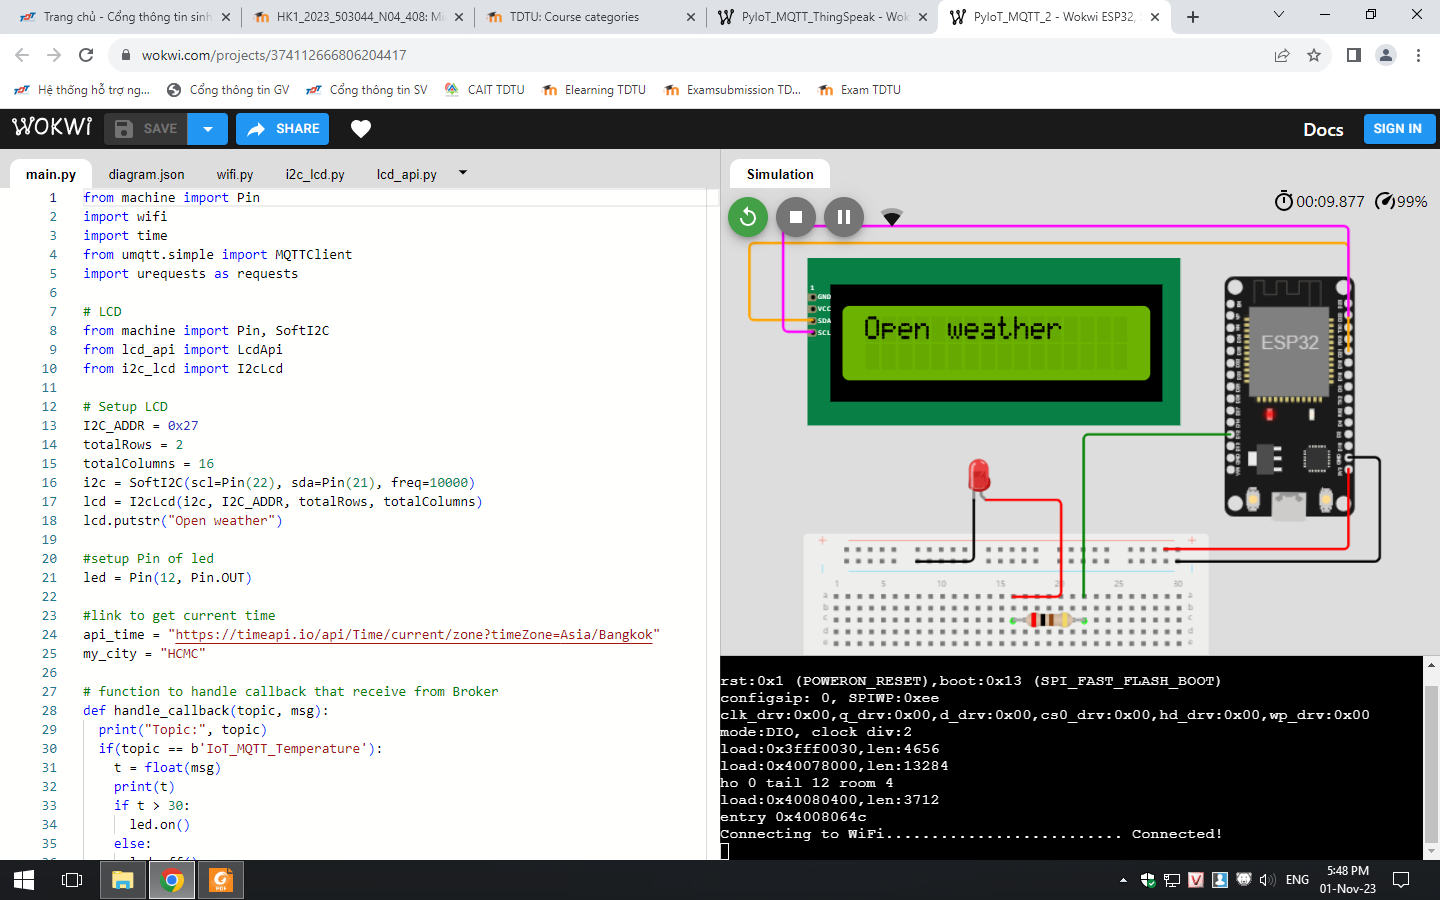 Trang chủ - Cổng thông tin sinh
HK1_2023_503044_N04_408: Mi
TDTU: Course categories
PyIoT_MQTT_ThingSpeak - Wok
PyIoT_MQTT_2 - Wokwi ESP32, S
wokwi.com/projects/374112666806204417
Hệ thống hỗ trợ ng...
Cổng thông tin GV
Cổng thông tin SV
CAIT TDTU
Elearning TDTU
Examsubmission TD...
Exam TDTU
WOKWI
SAVE
SHARE
Docs
SIGN IN
main.py
diagram.json
wifi.py
i2c_lcd.py
lcd_api.py
1 from machine import Pin
2 import wifi
3 import time
4 from umqtt.simple import MQTTClient
5 import urequests as requests
6
7 # LCD
8 from machine import Pin, SoftI2C
9 from lcd_api import LcdApi
10 from i2c_lcd import I2cLcd
11
12 # Setup LCD
13 I2C_ADDR = 0x27
14 totalRows = 2
15 totalColumns = 16
16 i2c = SoftI2C(scl=Pin(22), sda=Pin(21), freq=10000)
17 lcd = I2cLcd(i2c, I2C_ADDR, totalRows, totalColumns)
18 lcd.putstr("Open weather")
19
20 #setup Pin of led
21 led = Pin(12, Pin.OUT)
22
23 #link to get current time
24 api_time = "https://timeapi.io/api/Time/current/zone?timeZone=Asia/Bangkok"
25 my_city = "HCMC"
26
27 # function to handle callback that receive from Broker
28 def handle_callback(topic, msg):
29 print("Topic:", topic)
30 if(topic == b'IoT_MQTT_Temperature'):
31 t = float(msg)
32 print(t)
33 if t > 30:
34 led.on()
35 else:
Simulation
00:09.877
99%
1
GND
VCC
SDA
SCL
Open weather
ESP32
1 5 10 15 20 25 30
a a
b b
c c
d d
e e
rst:0x1 (POWERON_RESET),boot:0x13 (SPI_FAST_FLASH_BOOT)
configsip: 0, SPIWP:0xee
clk_drv:0x00,q_drv:0x00,d_drv:0x00,cs0_drv:0x00,hd_drv:0x00,wp_drv:0x00
mode:DIO, clock div:2
load:0x3fff0030,len:4656
load:0x40078000,len:13284
ho 0 tail 12 room 4
load:0x40080400,len:3712
entry 0x4008064c
Connecting to WiFi.......................... Connected!
ENG
5:48 PM
01-Nov-23